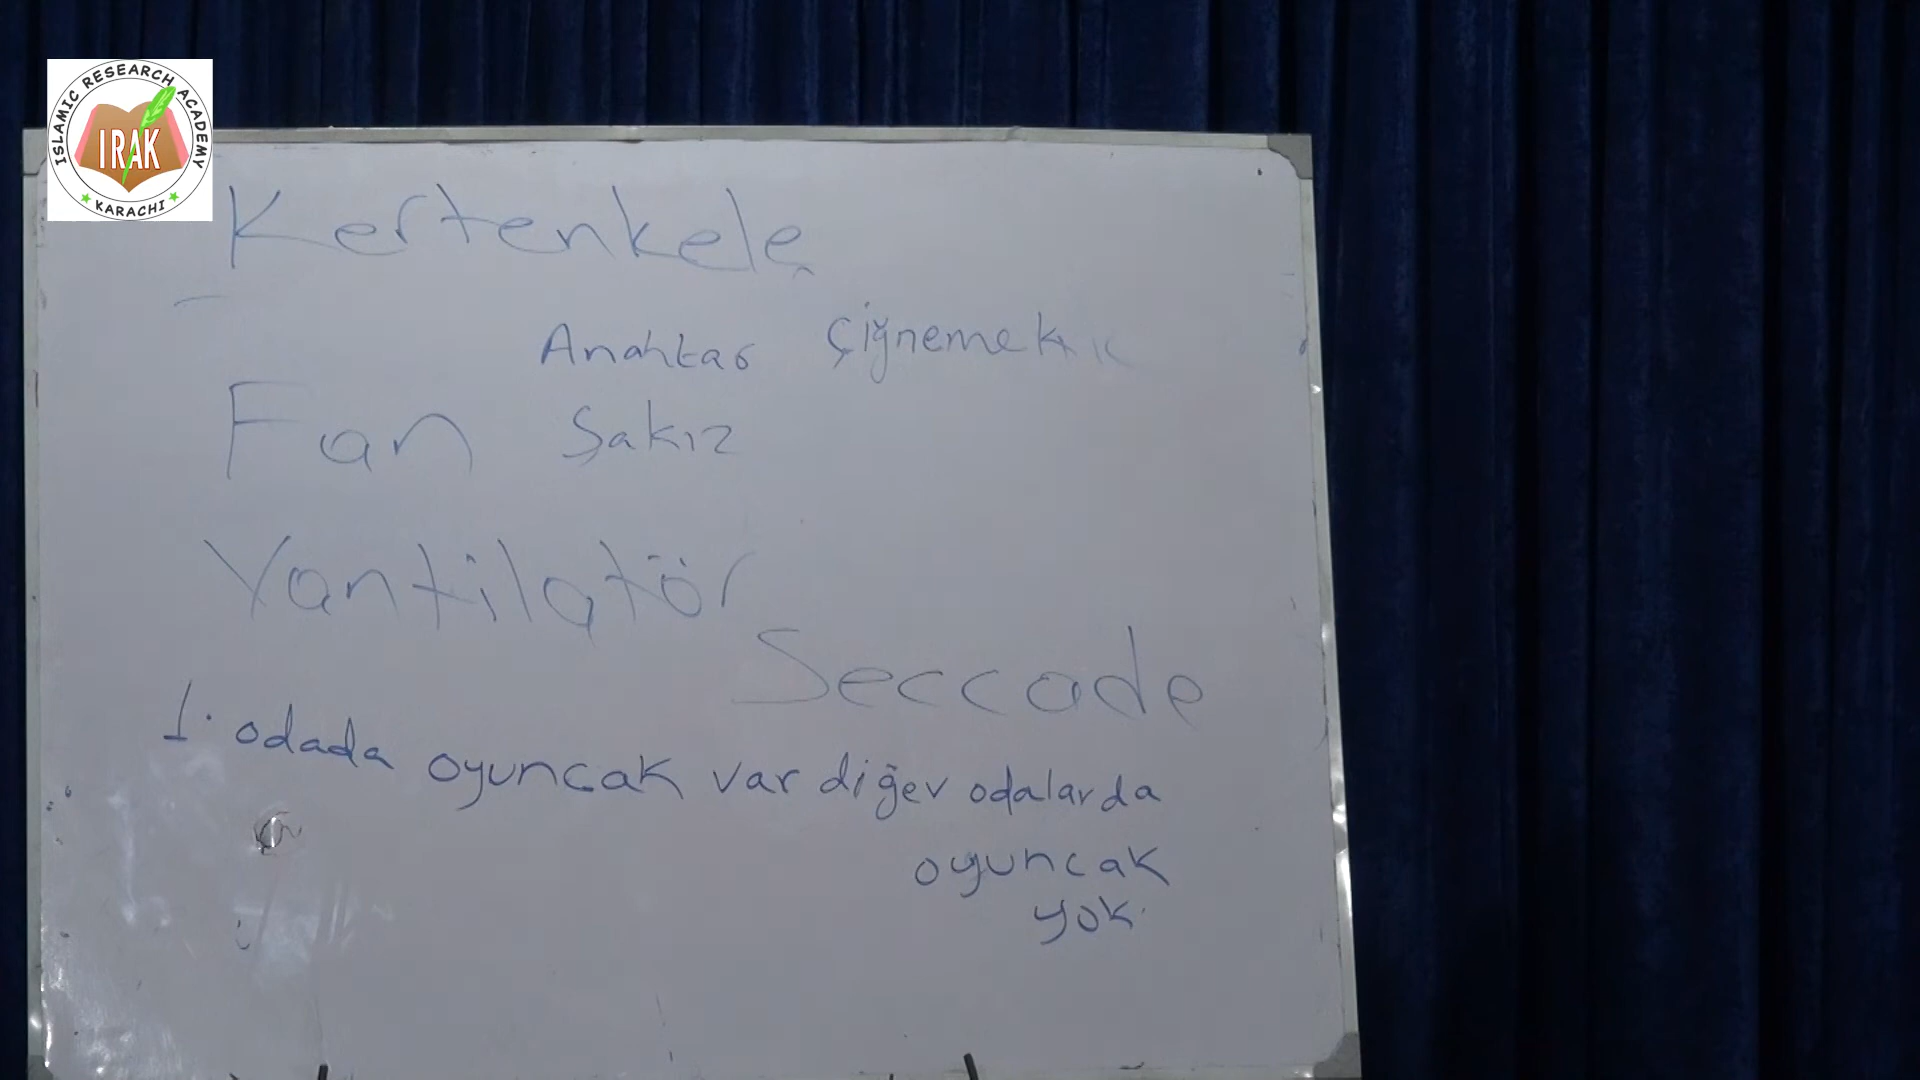 ISLAMIC RESEARCH ACADEMY
IRAK
KARACHI
Kertenkele
Anahtar çiğnemek
Fan Şakız
Vantilatör
Seccade
1. odada oyuncak var diğer odalarda
oyuncak
yok.